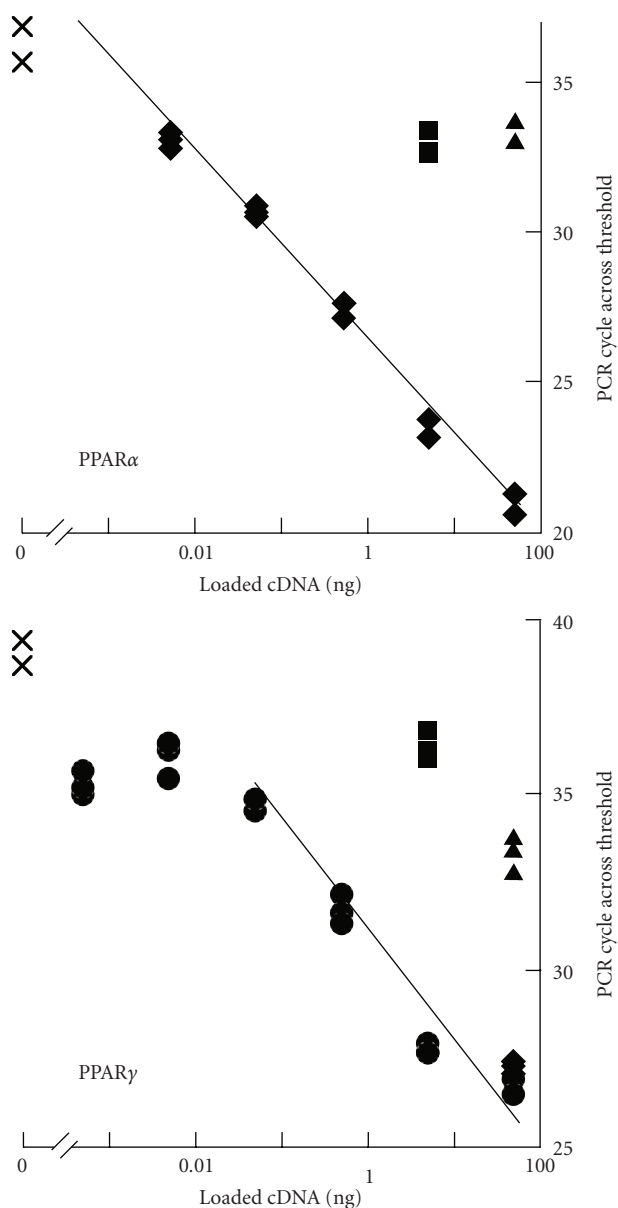 35
30
25
20
PCR cycle across threshold
PPARα
0
0.01
1
100
Loaded cDNA (ng)
40
35
30
25
PCR cycle across threshold
PPARγ
0
0.01
1
100
Loaded cDNA (ng)